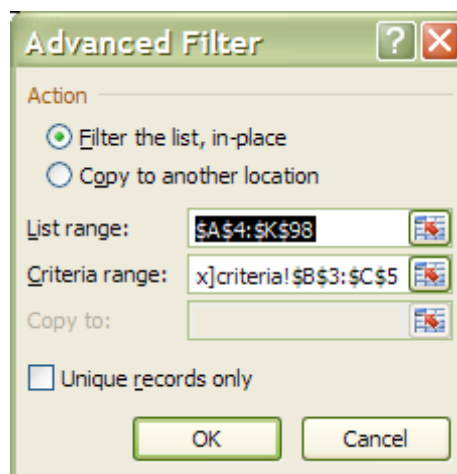 Advanced Filter ?
Action
Filter the list, in-place
Copy to another location
List range: $A$4:$K$98
Criteria range: x]criteria!$B$3:$C$5
Copy to:
Unique records only
OK Cancel